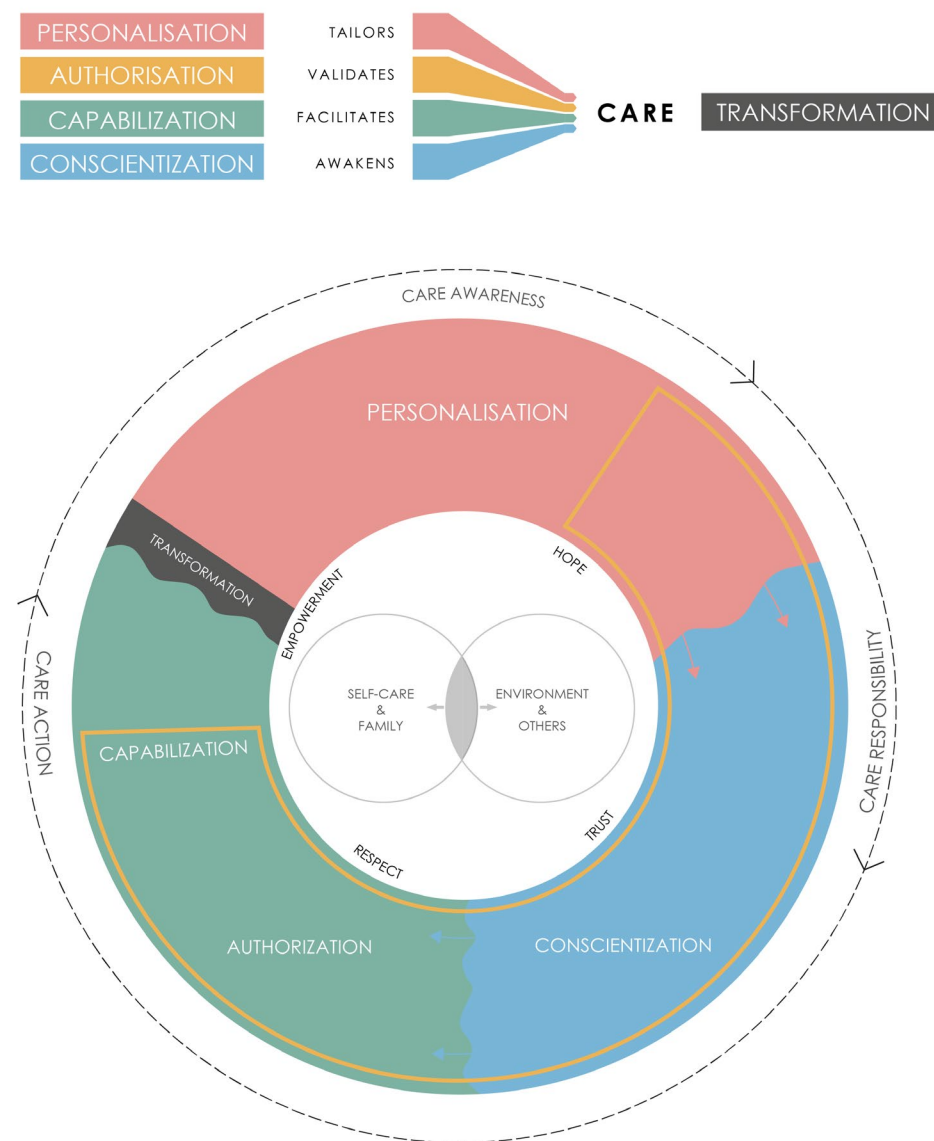 PERSONALISATION
TAILORS
AUTHORISATION
VALIDATES
CAPABILIZATION
FACILITATES
CONSCIENTIZATION
AWAKENS
CARE
TRANSFORMATION
CARE AWARENESS
PERSONALISATION
TRANSFORMATION
HOPE
EMPOWERMENT
SELF-CARE
&
FAMILY
ENVIRONMENT
&
OTHERS
CARE ACTION
CARE RESPONSIBILITY
CAPABILIZATION
TRUST
RESPECT
AUTHORIZATION
CONSCIENTIZATION